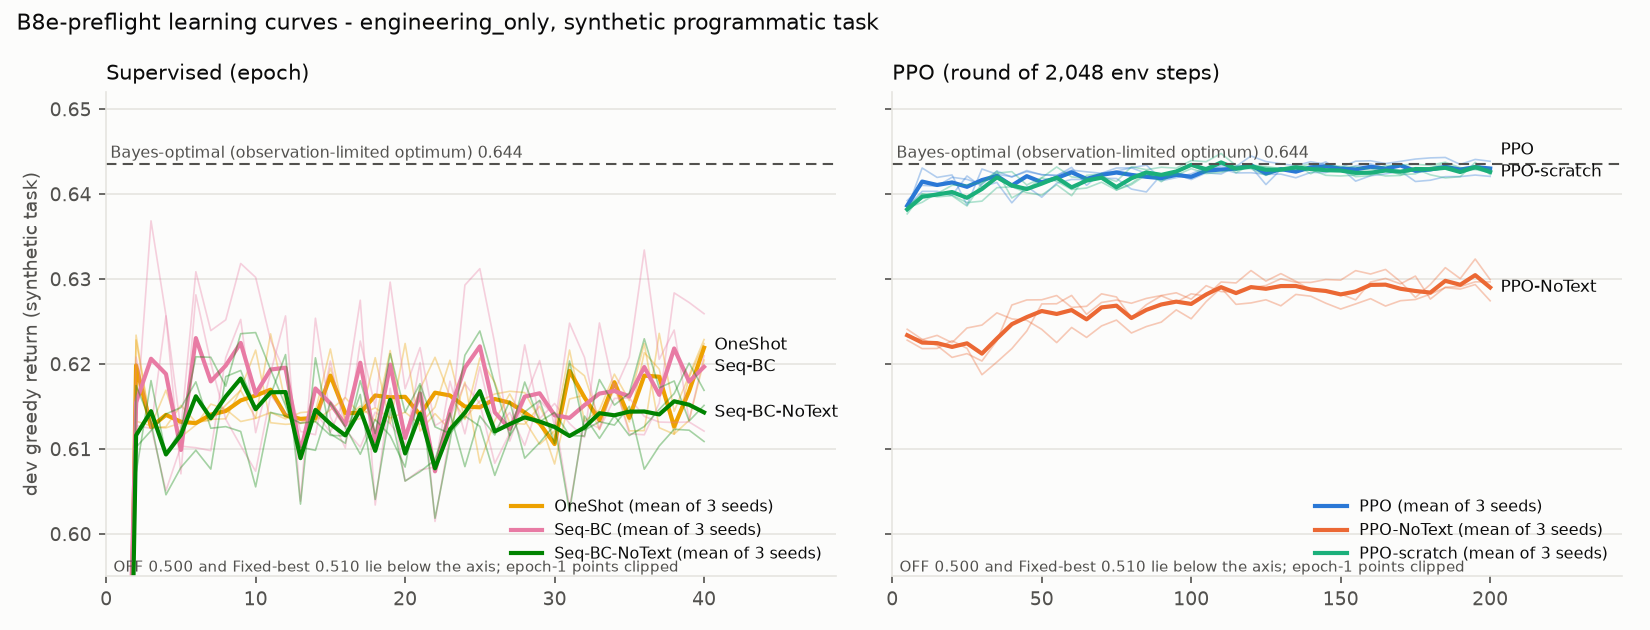 B8e-preflight learning curves - engineering_only, synthetic programmatic task
Supervised (epoch)
dev greedy return (synthetic task)
0.65
0.64
0.63
0.62
0.61
0.60
Bayes-optimal (observation-limited optimum) 0.644
OneShot
Seq-BC
Seq-BC-NoText
OneShot (mean of 3 seeds)
Seq-BC (mean of 3 seeds)
Seq-BC-NoText (mean of 3 seeds)
OFF 0.500 and Fixed-best 0.510 lie below the axis; epoch-1 points clipped
0 10 20 30 40
PPO (round of 2,048 env steps)
Bayes-optimal (observation-limited optimum) 0.644
PPO
PPO-scratch
PPO-NoText
PPO (mean of 3 seeds)
PPO-NoText (mean of 3 seeds)
PPO-scratch (mean of 3 seeds)
OFF 0.500 and Fixed-best 0.510 lie below the axis; epoch-1 points clipped
0 50 100 150 200